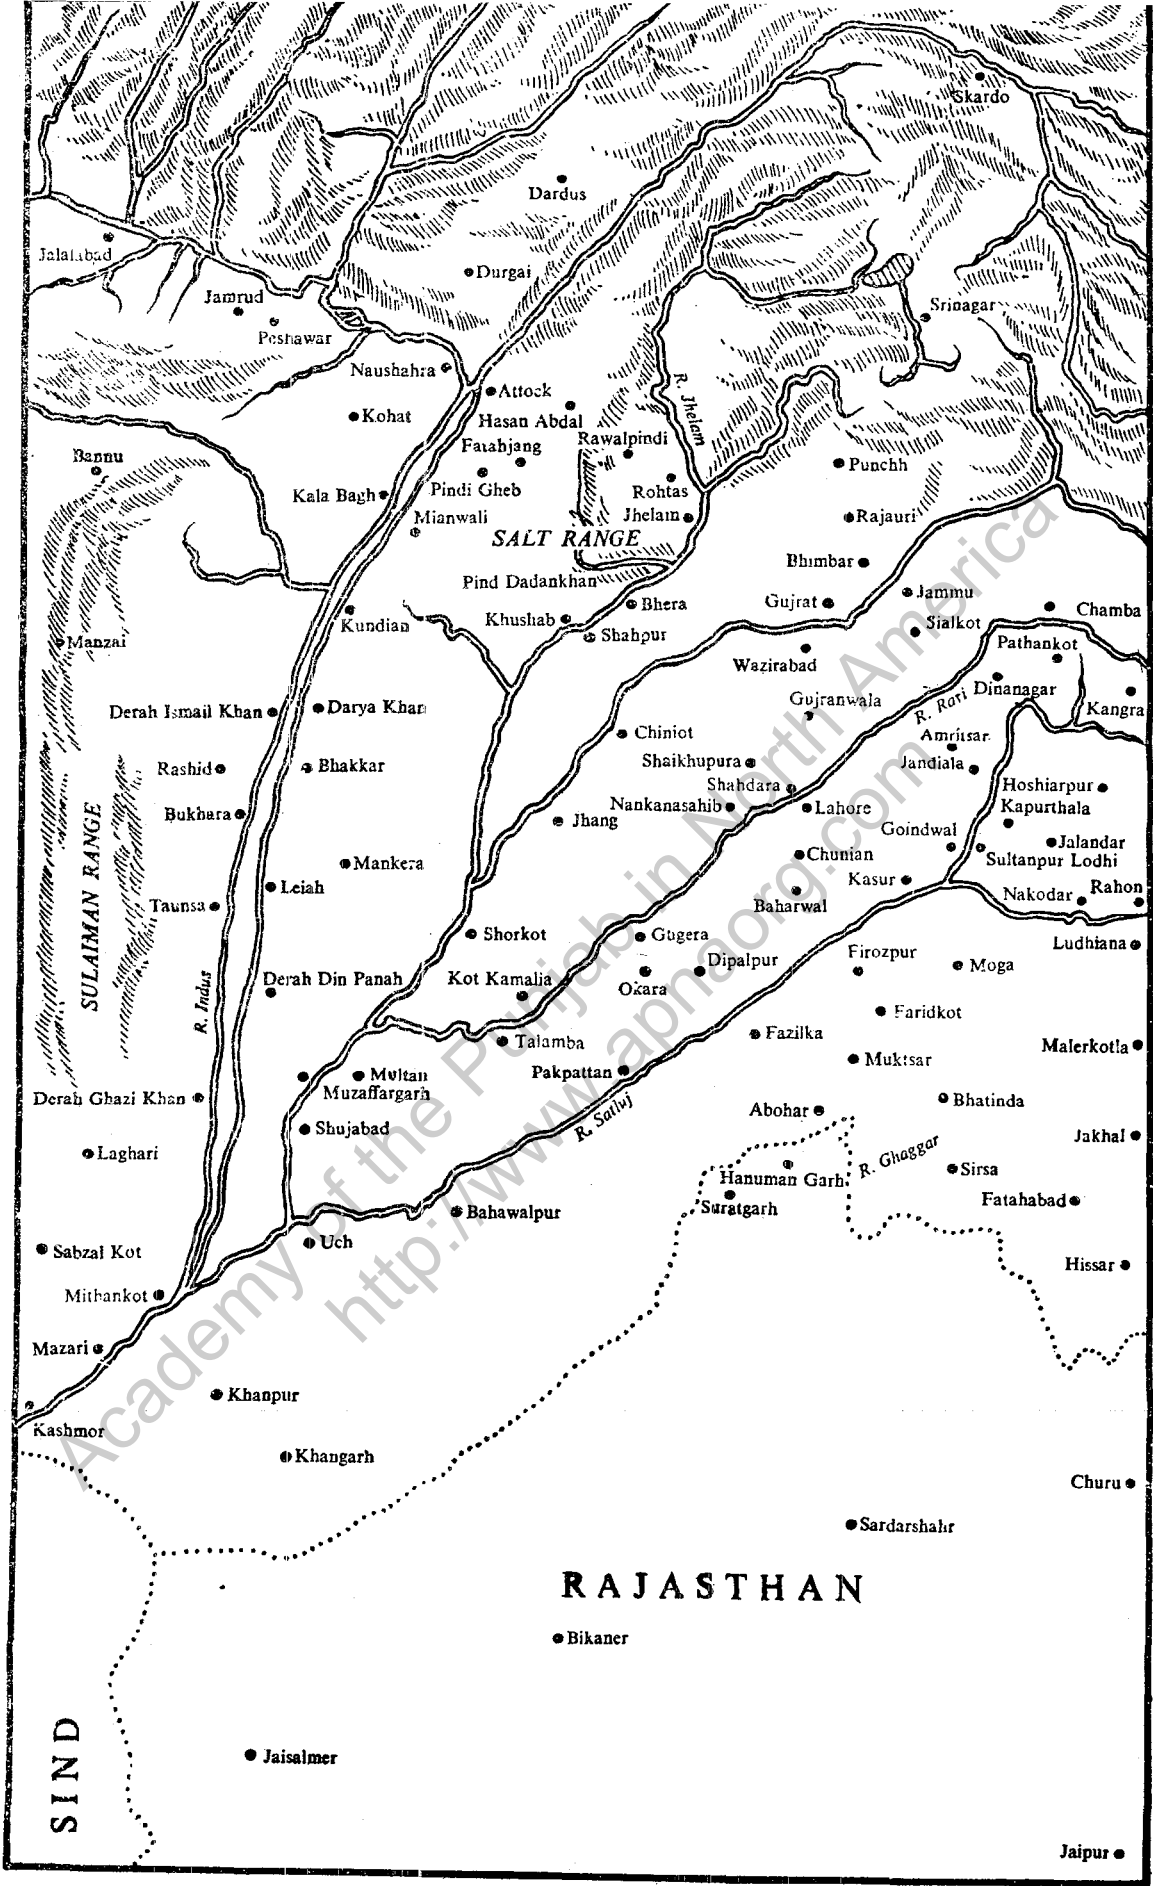 Skardo
Dardus
Jalalabad
Durgai
Jamrud
Srinagar
Peshawar
Naushahra
Attock
R. Jhelam
Kohat
Hasan Abdal
Fatahjang
Rawalpindi
Bannu
Punchh
Kala Bagh
Pindi Gheb
Rohtas
Mianwali
Jhelam
Rajauri
SALT RANGE
Bhimbar
Pind Dadankhan
Jammu
Bhera
Gujrat
Chamba
Khushab
Kundian
Sialkot
Shahpur
Manzai
Pathankot
Wazirabad
Dinanagar
Gujranwala
R. Rari
Kangra
Derah Ismail Khan
Darya Khan
Chiniot
Amritsar
Shaikhupura
Jandiala
Rashid
Bhakkar
Shahdara
Hoshiarpur
Bukhara
Nankanasahib
Lahore
Kapurthala
Jhang
Goindwal
Jalandar
Mankera
Chunian
Sultanpur Lodhi
SULAIMAN RANGE
Leiah
Kasur
Nakodar
Rahon
Taunsa
Baharwal
Shorkot
Gugera
Ludhiana
Firozpur
Dipalpur
Moga
R. Indus
Derah Din Panah
Kot Kamalia
Okara
Faridkot
Talamba
Fazilka
Malerkotla
Muktsar
Multan
Pakpattan
Muzaffargarh
Derah Ghazi Khan
Bhatinda
Abohar
Shujabad
R. Satluj
Jakhal
Laghari
R. Ghaggar
Sirsa
Hanuman Garh
Fatahabad
Suratgarh
Bahawalpur
Uch
Sabzal Kot
Hissar
Mithankot
Mazari
Khanpur
Kashmor
Khangarh
Churu
Sardarshahr
RAJASTHAN
Bikaner
SIND
Jaisalmer
Jaipur
Academy of the Punjab in North America
http://www.apnaorg.com